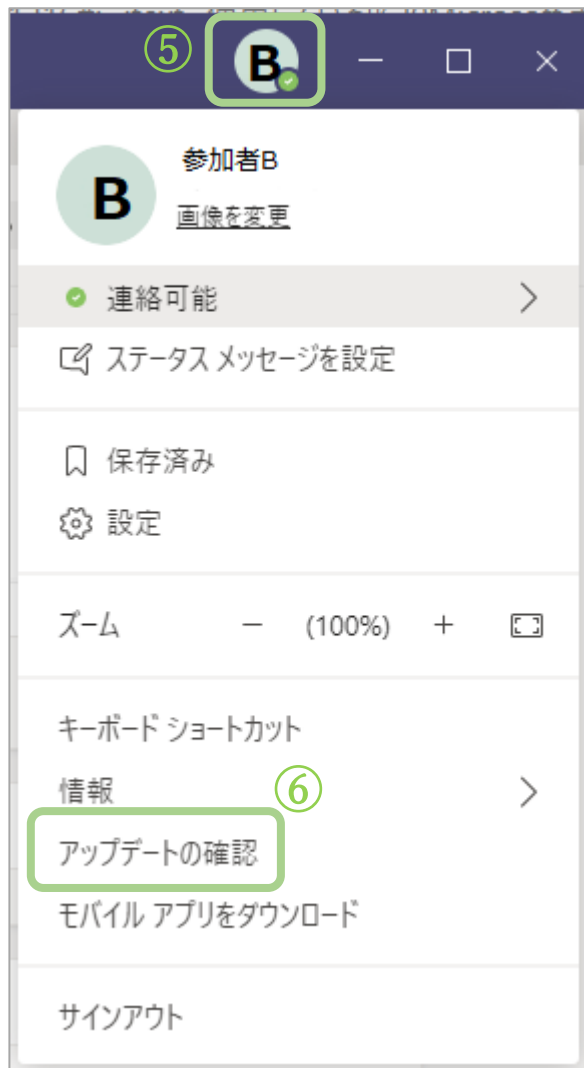 ⑤
B
B
参加者B
画像を変更
連絡可能
ステータス メッセージを設定
保存済み
設定
ズーム － (100%) ＋
キーボード ショートカット
情報
⑥
アップデートの確認
モバイル アプリをダウンロード
サインアウト